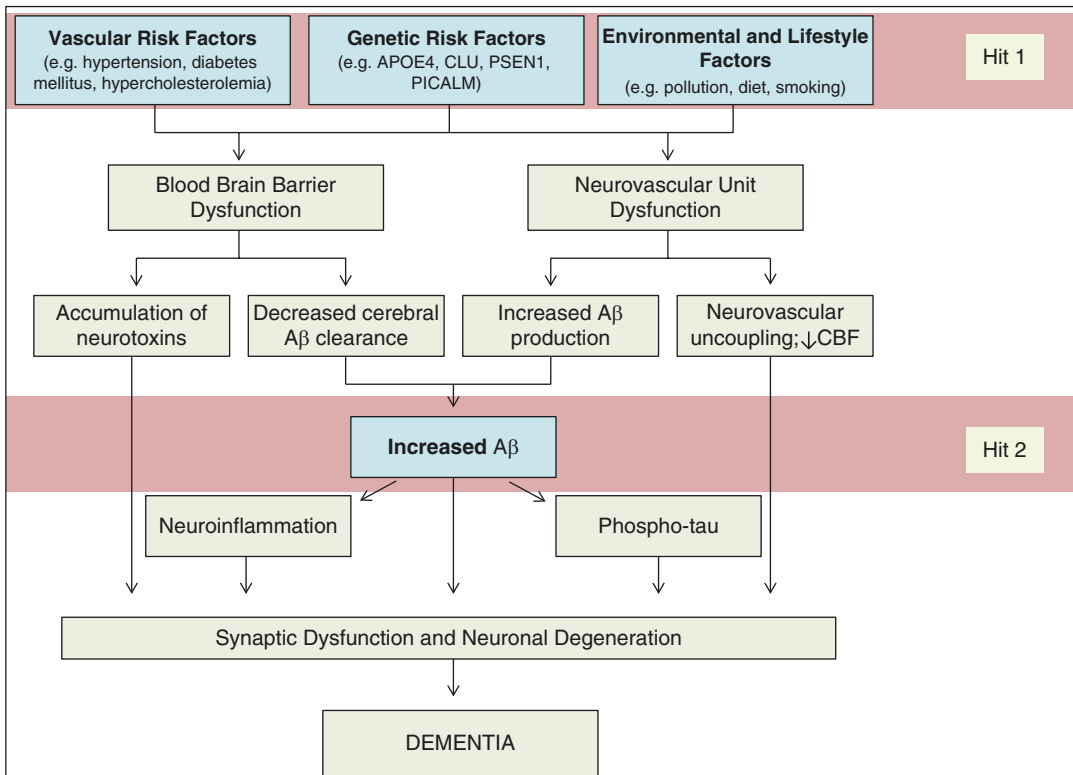 Vascular Risk Factors
(e.g. hypertension, diabetes
mellitus, hypercholesterolemia)
Genetic Risk Factors
(e.g. APOE4, CLU, PSEN1,
PICALM)
Environmental and Lifestyle
Factors
(e.g. pollution, diet, smoking)
Hit 1
Blood Brain Barrier
Dysfunction
Neurovascular Unit
Dysfunction
Accumulation of
neurotoxins
Decreased cerebral
Aβ clearance
Increased Aβ
production
Neurovascular
uncoupling;↓CBF
Increased Aβ
Hit 2
Neuroinflammation
Phospho-tau
Synaptic Dysfunction and Neuronal Degeneration
DEMENTIA